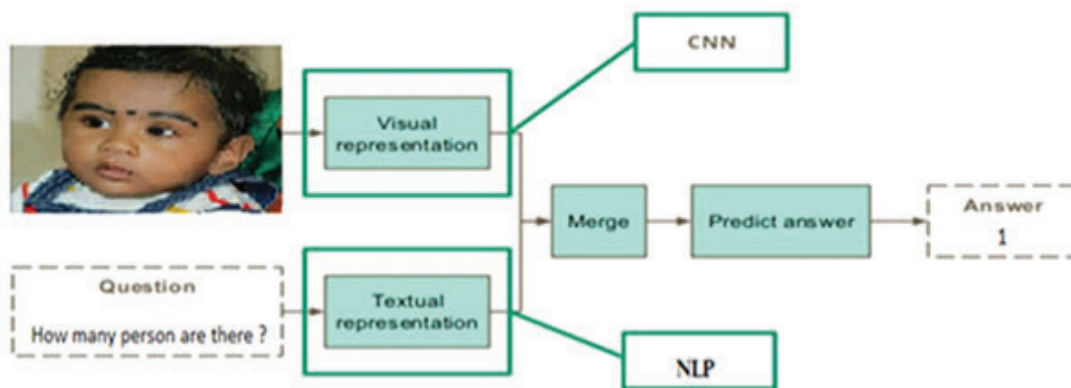 CNN
Visual
representation
Merge
Predict answer
Answer
1
Question
How many person are there ?
Textual
representation
NLP